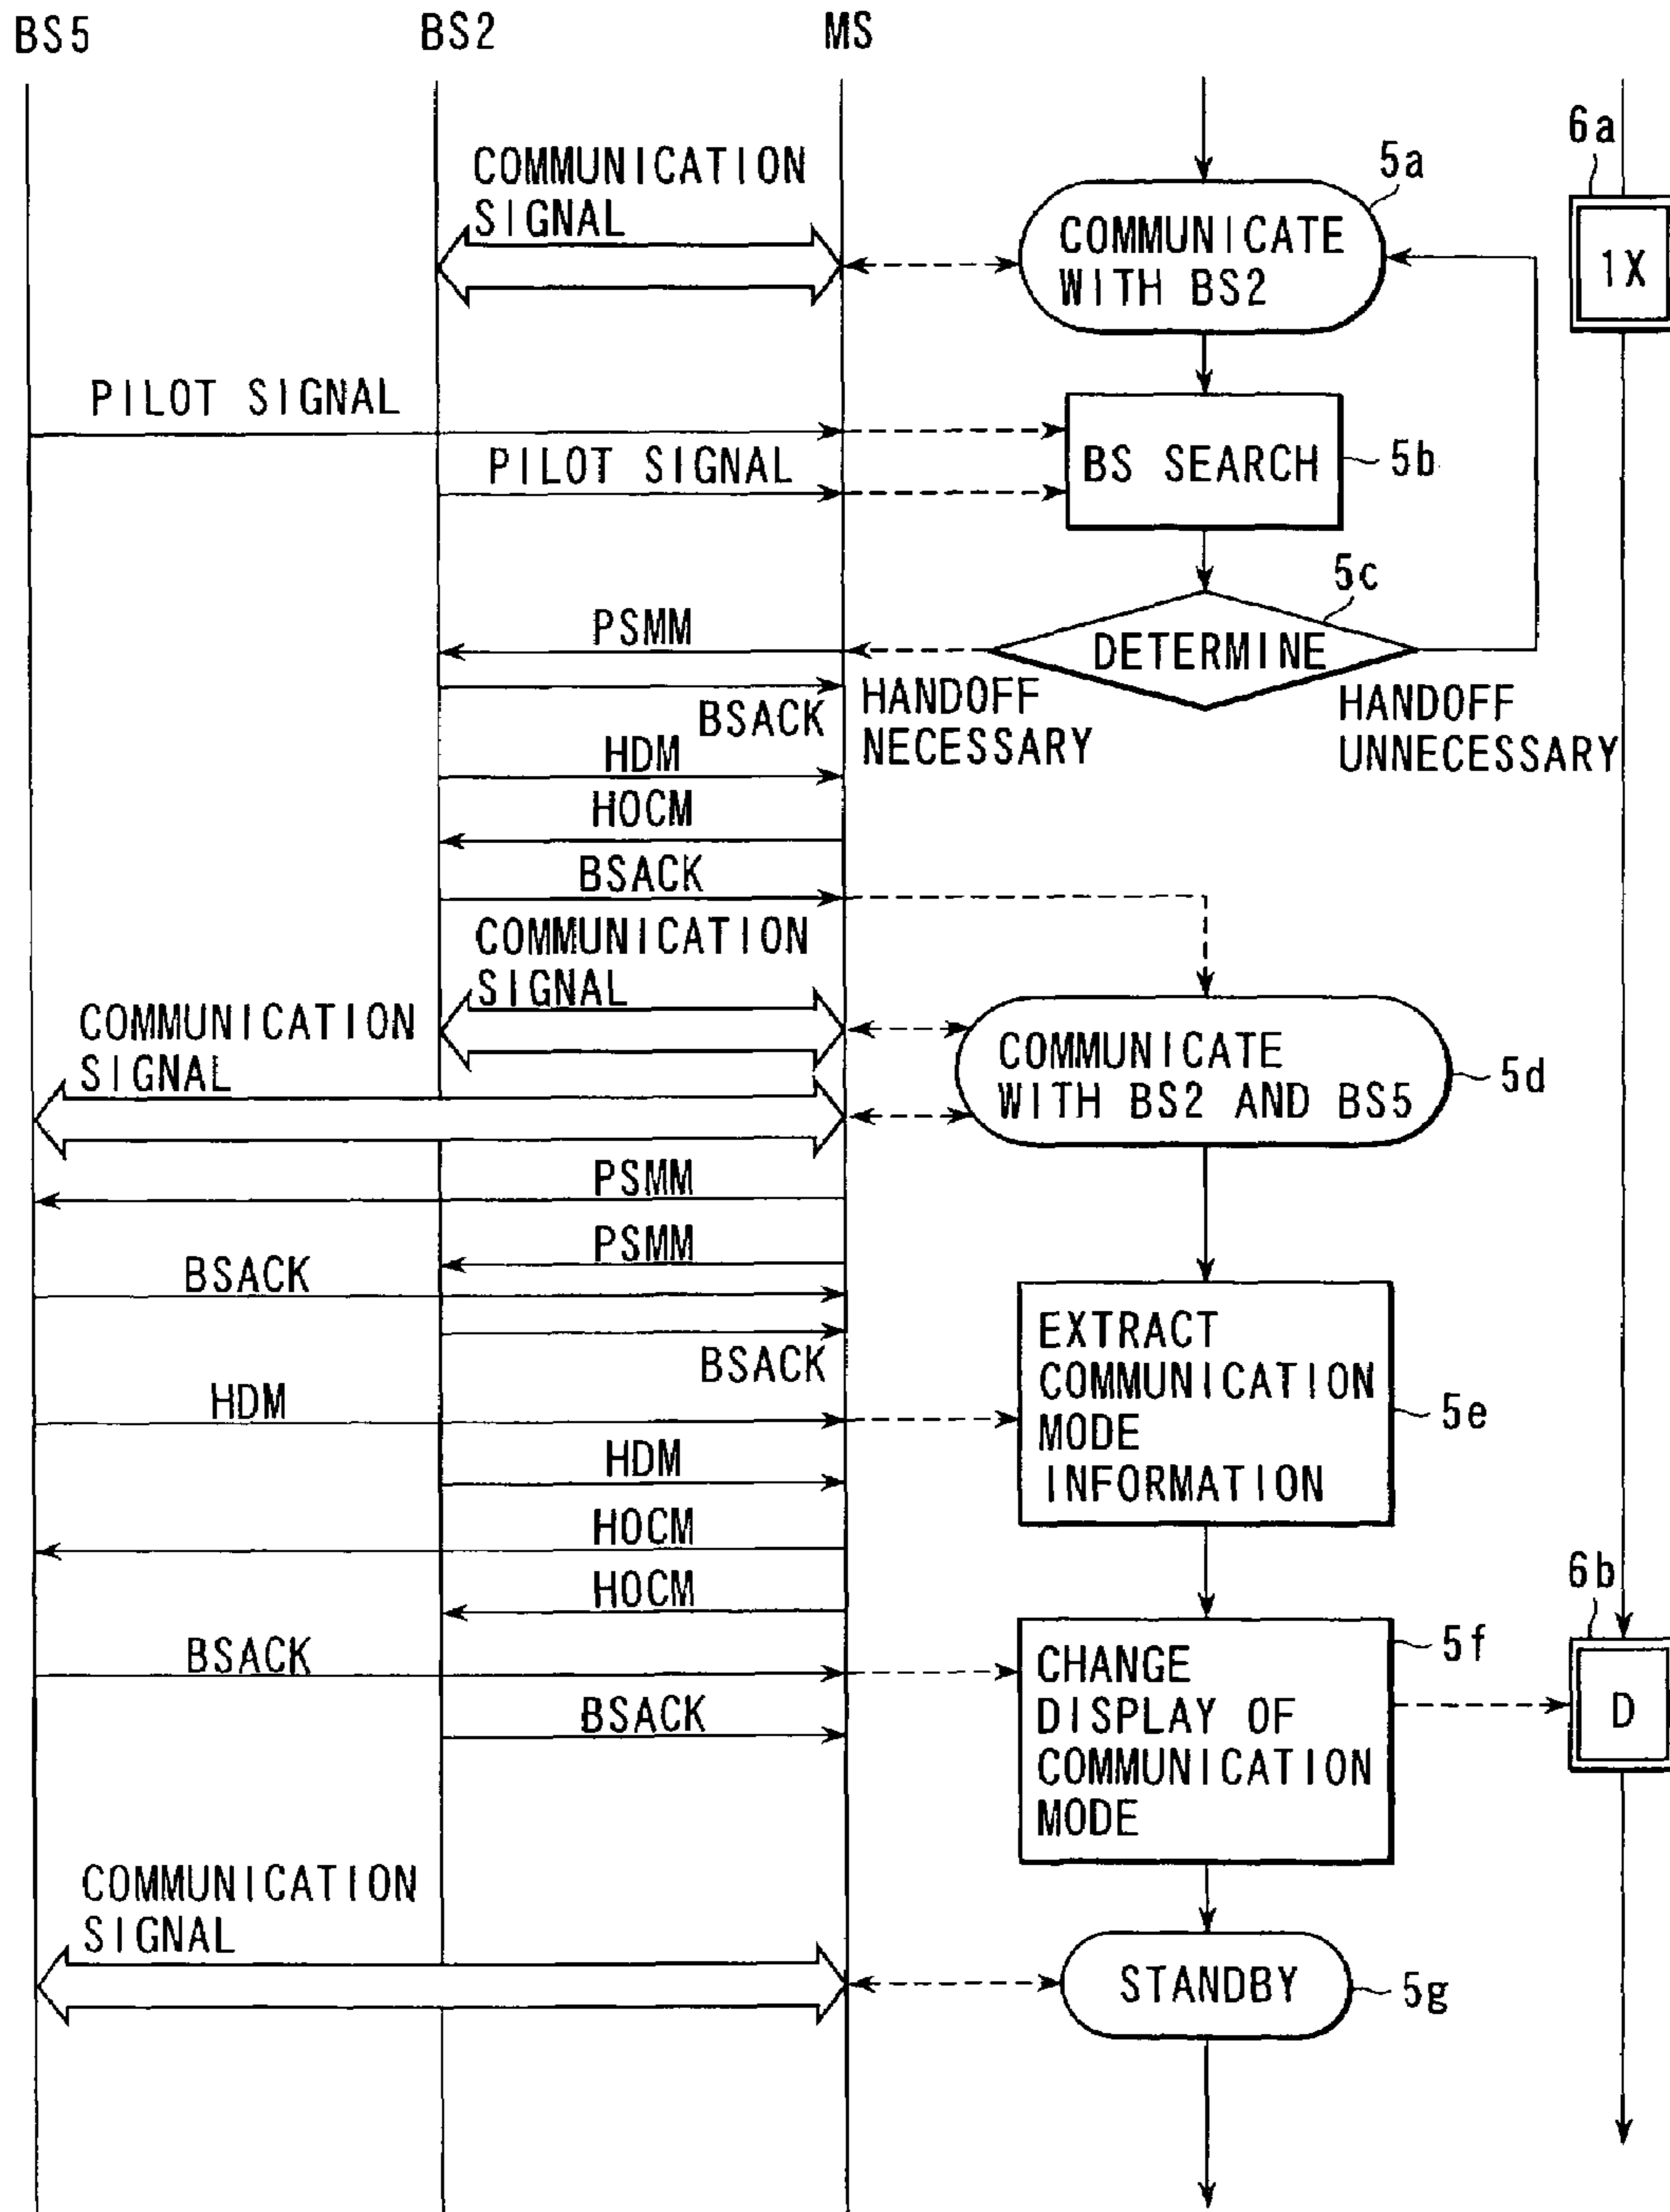 BS5
BS2
MS
6a
COMMUNICATION
SIGNAL
5a
COMMUNICATE
WITH BS2
1X
PILOT SIGNAL
PILOT SIGNAL
BS SEARCH
5b
5c
PSMM
DETERMINE
BSACK
HANDOFF
NECESSARY
HANDOFF
UNNECESSARY
HDM
HOCM
BSACK
COMMUNICATION
SIGNAL
COMMUNICATION
SIGNAL
COMMUNICATE
WITH BS2 AND BS5
5d
PSMM
PSMM
BSACK
BSACK
EXTRACT
COMMUNICATION
MODE
INFORMATION
5e
HDM
HDM
HOCM
HOCM
6b
BSACK
BSACK
CHANGE
DISPLAY OF
COMMUNICATION
MODE
5f
D
COMMUNICATION
SIGNAL
STANDBY
5g